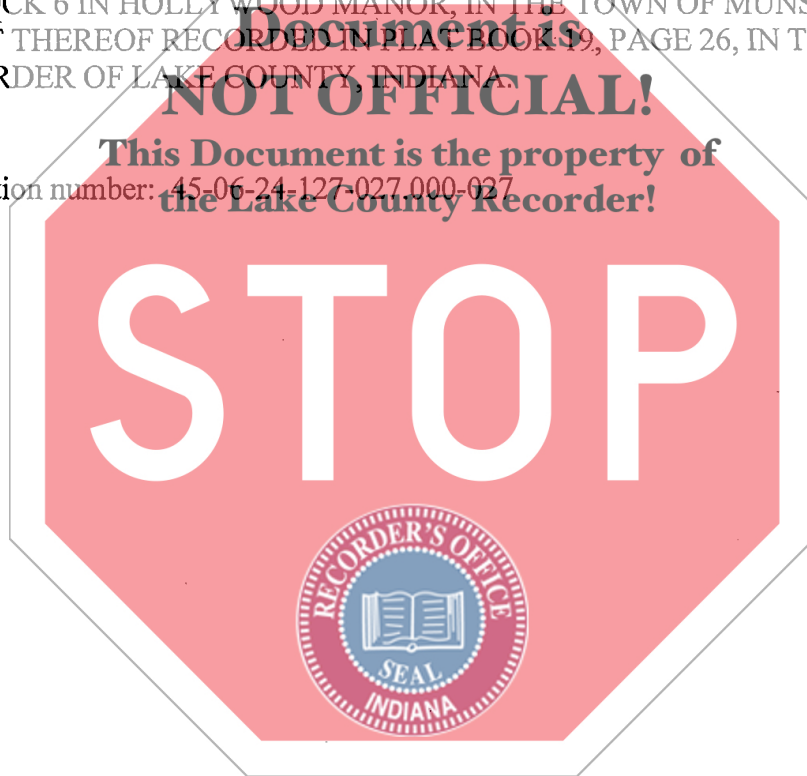 CK 6 IN HOLLYWOOD MANOR, IN THE TOWN OF MUNS
Document is
THEREOF RECORDED IN PLAT BOOK 19, PAGE 26, IN T
RDER OF LAKE COUNTY, INDIANA.
NOT OFFICIAL!
This Document is the property of
tion number: 45-06-24-127-027.000-027
the Lake County Recorder!
STOP
RECORDER'S OFFICE
SEAL
INDIANA